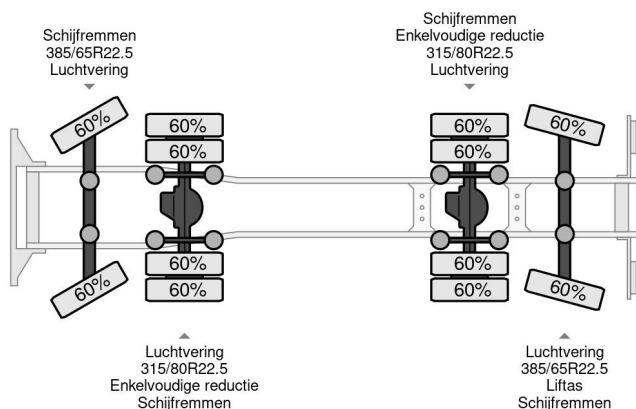 Schijfremmen
385/65R22.5
Luchtvering
Schijfremmen
Enkelvoudige reductie
315/80R22.5
Luchtvering
60%
60%
60%
60%
60%
60%
60%
60%
60%
60%
60%
60%
Luchtvering
315/80R22.5
Enkelvoudige reductie
Schijfremmen
Luchtvering
385/65R22.5
Liftas
Schijfremmen